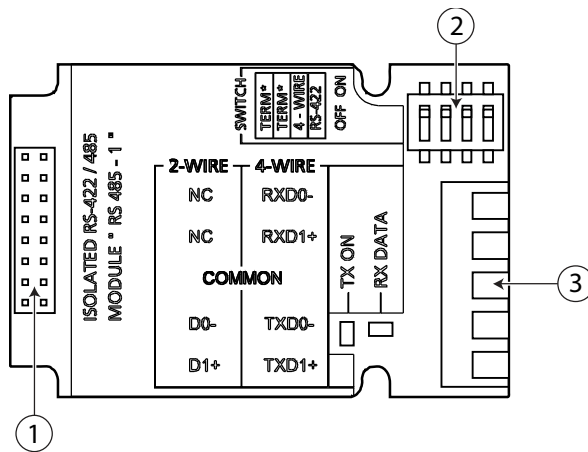 2
SWITCH
TERM*
TERM*
4 - WIRE
RS-422
OFF ON
ISOLATED RS-422 / 485
MODULE " RS 485 - 1 "
2-WIRE 4-WIRE
NC RXD0-
NC RXD1+
COMMON
D0- TXD0-
D1+ TXD1+
TX ON
RX DATA
3
1